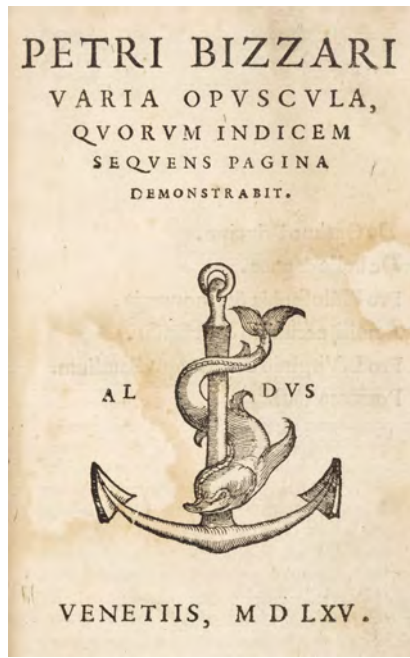 PETRI BIZZARI
VARIA OPVSCVLA,
QVORVM INDICEM
SEQVENS PAGINA
DEMONSTRABIT.
AL DVS
VENETIIS, M D LXV.